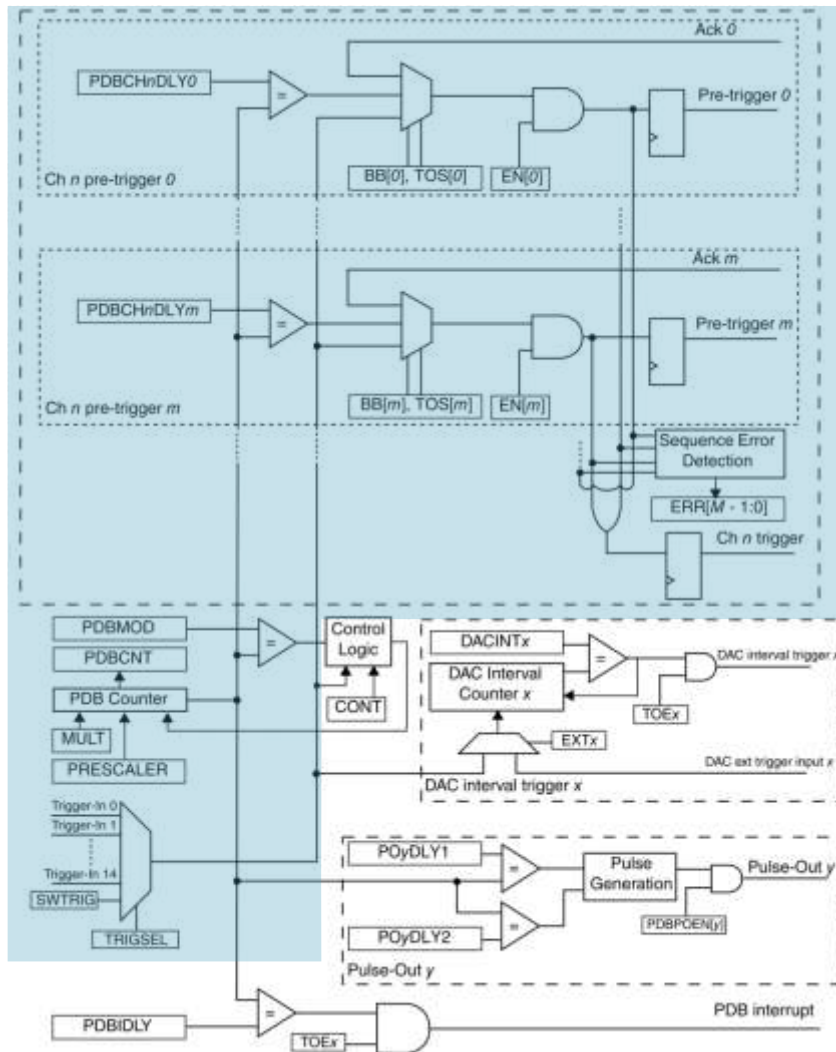 Ack 0
PDBCHnDLY0
=
Pre-trigger 0
BB[0], TOS[0]
EN[0]
Ch n pre-trigger 0
Ack m
PDBCHnDLYm
=
Pre-trigger m
BB[m], TOS[m]
EN[m]
Ch n pre-trigger m
Sequence Error
Detection
ERR[M - 1:0]
Ch n trigger
PDBMOD
=
Control
Logic
PDBCNT
PDB Counter
CONT
MULT
PRESCALER
DACINTx
=
DAC interval trigger x
DAC Interval
Counter x
TOEx
EXTx
DAC ext trigger input x
DAC interval trigger x
Trigger-In 0
Trigger-In 1
Trigger-In 14
SWTRIG
TRIGSEL
POyDLY1
=
Pulse
Generation
Pulse-Out y
PDBPOEN[y]
POyDLY2
=
Pulse-Out y
PDBIDLY
=
TOEx
PDB interrupt